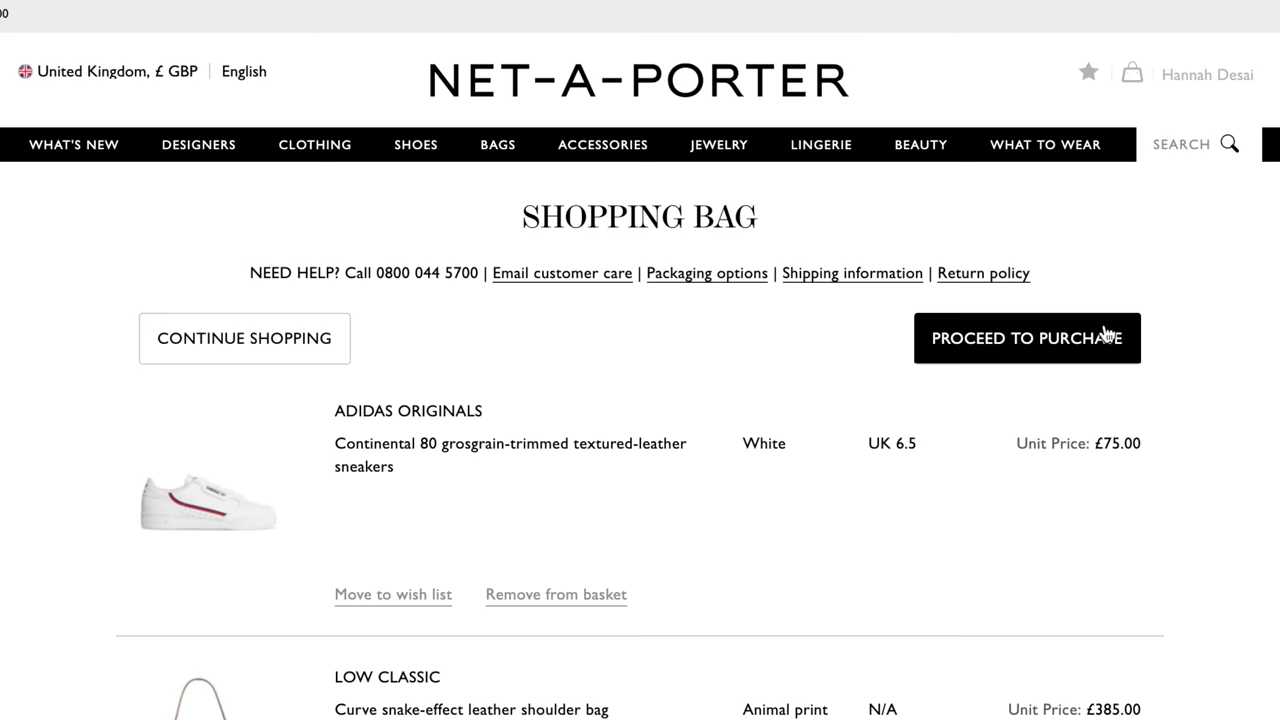 00
United Kingdom, £ GBP | English
NET-A-PORTER
Hannah Desai
WHAT'S NEW DESIGNERS CLOTHING SHOES BAGS ACCESSORIES JEWELRY LINGERIE BEAUTY WHAT TO WEAR SEARCH
SHOPPING BAG
NEED HELP? Call 0800 044 5700 | Email customer care | Packaging options | Shipping information | Return policy
CONTINUE SHOPPING PROCEED TO PURCHASE
ADIDAS ORIGINALS
Continental 80 grosgrain-trimmed textured-leather White UK 6.5 Unit Price: £75.00
sneakers
Move to wish list Remove from basket
LOW CLASSIC
Curve snake-effect leather shoulder bag Animal print N/A Unit Price: £385.00